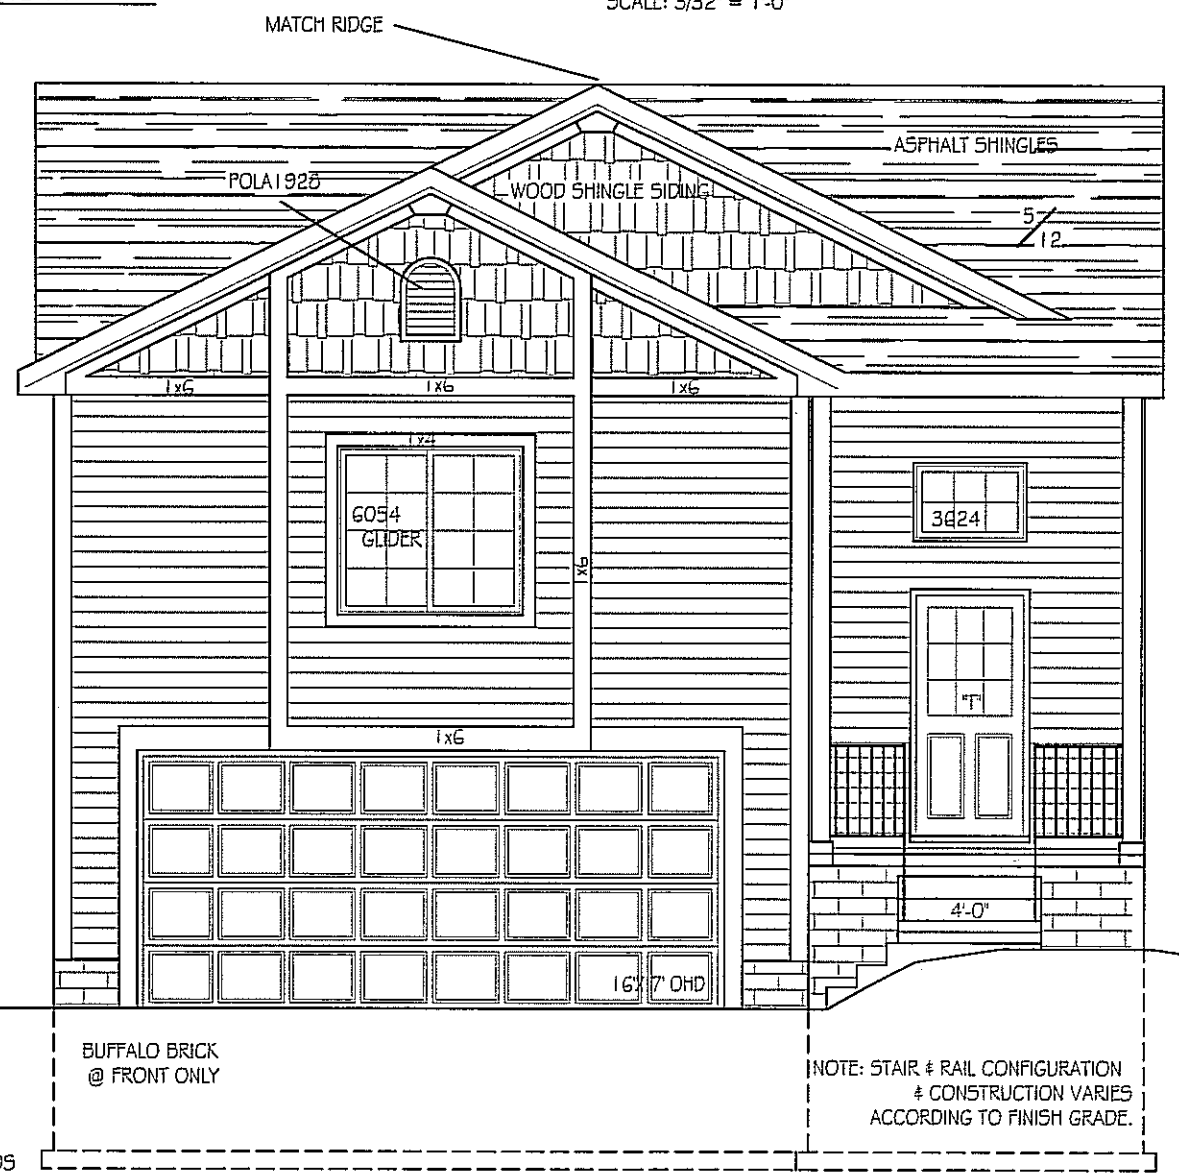 SCALE: 3/32" = 1'-0"
MATCH RIDGE
ASPHALT SHINGLES
POLA1928
WOOD SHINGLE SIDING
5
12
1x6
1x6
1x6
1x4
6054
GLIDER
3624
1x6
"T"
1x6
4'-0"
16'x 7' OHD
BUFFALO BRICK
@ FRONT ONLY
NOTE: STAIR & RAIL CONFIGURATION
& CONSTRUCTION VARIES
ACCORDING TO FINISH GRADE.